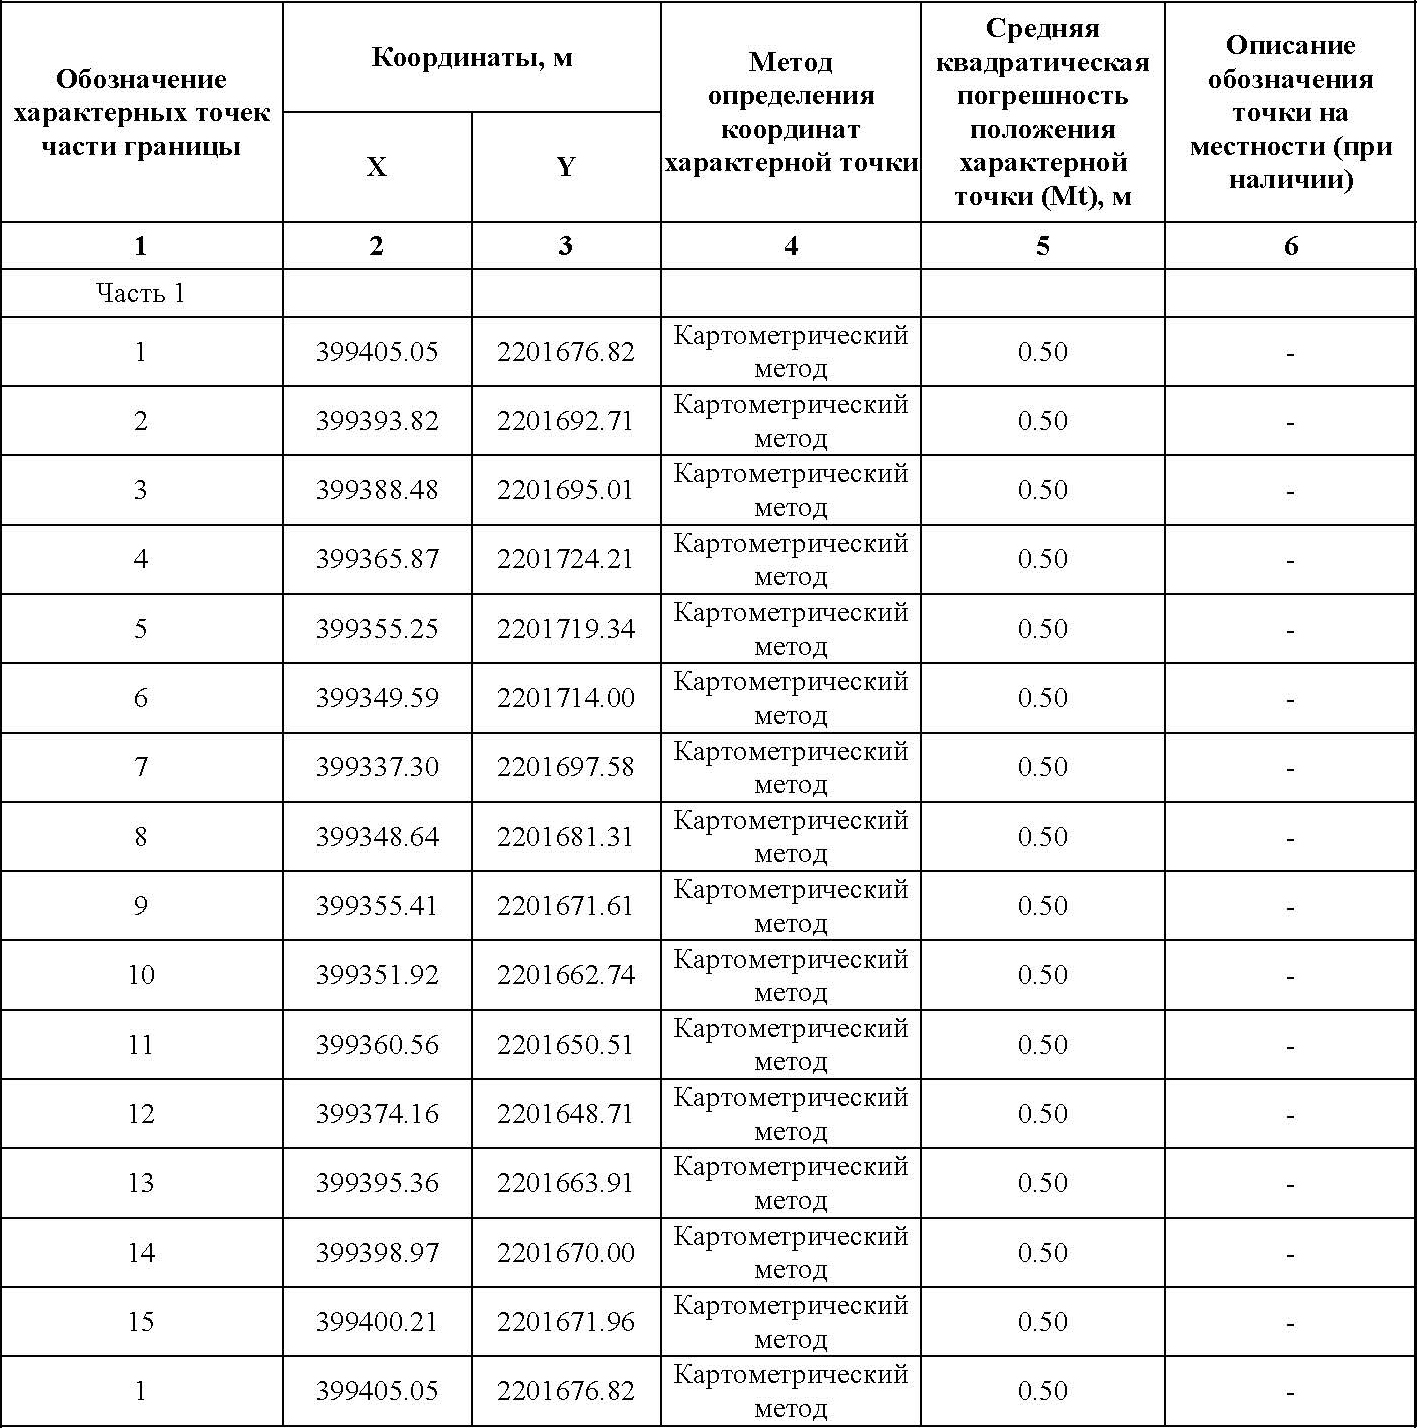 Обозначение
характерных точек
части границы
Координаты, м
X
Y
Метод
определения
координат
характерной точки
Средняя
квадратическая
погрешность
положения
характерной
точки (Mt), м
Описание
обозначения
точки на
местности (при
наличии)
1 2 3 4 5 6
Часть 1
1 399405.05 2201676.82 Картометрический
метод 0.50 -
2 399393.82 2201692.71 Картометрический
метод 0.50 -
3 399388.48 2201695.01 Картометрический
метод 0.50 -
4 399365.87 2201724.21 Картометрический
метод 0.50 -
5 399355.25 2201719.34 Картометрический
метод 0.50 -
6 399349.59 2201714.00 Картометрический
метод 0.50 -
7 399337.30 2201697.58 Картометрический
метод 0.50 -
8 399348.64 2201681.31 Картометрический
метод 0.50 -
9 399355.41 2201671.61 Картометрический
метод 0.50 -
10 399351.92 2201662.74 Картометрический
метод 0.50 -
11 399360.56 2201650.51 Картометрический
метод 0.50 -
12 399374.16 2201648.71 Картометрический
метод 0.50 -
13 399395.36 2201663.91 Картометрический
метод 0.50 -
14 399398.97 2201670.00 Картометрический
метод 0.50 -
15 399400.21 2201671.96 Картометрический
метод 0.50 -
1 399405.05 2201676.82 Картометрический
метод 0.50 -